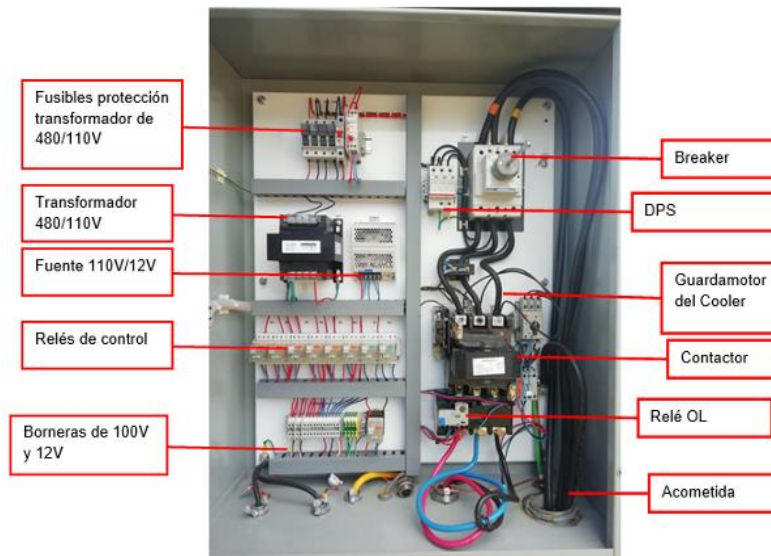 Fusibles protección
transformador de
480/110V
Transformador
480/110V
Fuente 110V/12V
Relés de control
Borneras de 100V
y 12V
Breaker
DPS
Guardamotor
del Cooler
Contactor
Relé OL
Acometida